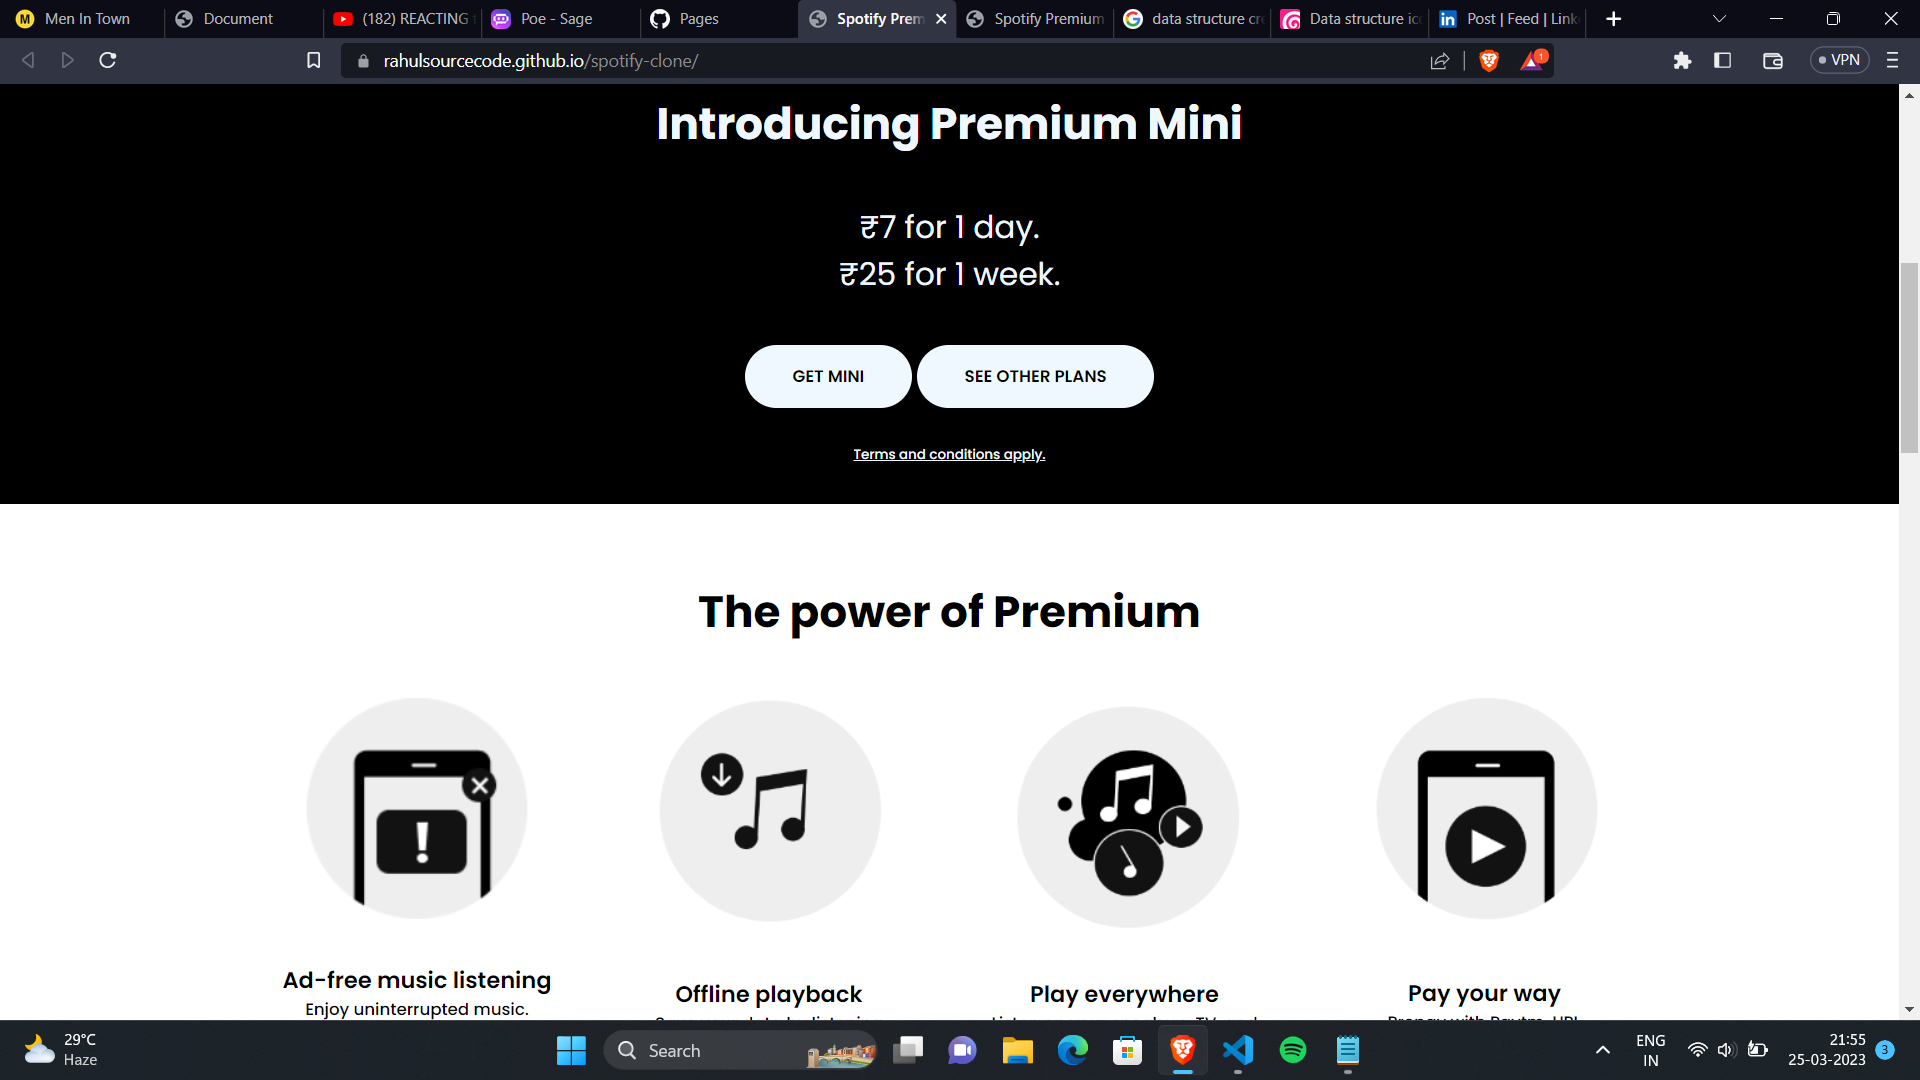 Men In Town
Document
(182) REACTING
Poe - Sage
Pages
Spotify Prem
Spotify Premium
data structure cre
Data structure ic
Post | Feed | Link
rahulsourcecode.github.io/spotify-clone/
1
VPN
Introducing Premium Mini
₹7 for 1 day.
₹25 for 1 week.
GET MINI
SEE OTHER PLANS
Terms and conditions apply.
The power of Premium
Ad-free music listening
Enjoy uninterrupted music.
Offline playback
Play everywhere
Pay your way
29°C
Haze
Search
ENG
IN
21:55
25-03-2023
3